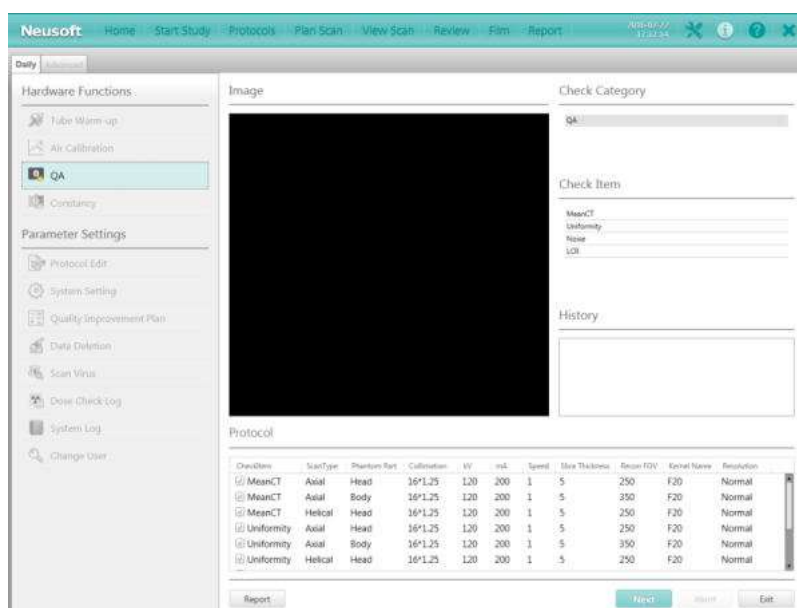 Neusoft Home Start Study Protocols Plan Scan View Scan Review Film Report
Daily Advanced
Hardware Functions
Tube Warm-up
Air Calibration
QA
Constancy
Parameter Settings
Protocol Edit
System Setting
Quality Improvement Plan
Data Deletion
Scan Virus
Dose Check Log
System Log
Change User
Image
Check Category
QA
Check Item
MeanCT
Uniformity
Noise
History
Protocol
CheckItem ScanType Phantom Part Collimation kV mA Speed Slice Thickness Recon FOV Kernel Name Resolution
MeanCT Axial Head 16*1.25 120 200 1 5 250 F20 Normal
MeanCT Axial Body 16*1.25 120 200 1 5 350 F20 Normal
MeanCT Helical Head 16*1.25 120 200 1 5 250 F20 Normal
Uniformity Axial Head 16*1.25 120 200 1 5 250 F20 Normal
Uniformity Axial Body 16*1.25 120 200 1 5 350 F20 Normal
Uniformity Helical Head 16*1.25 120 200 1 5 250 F20 Normal
Report Next Exit